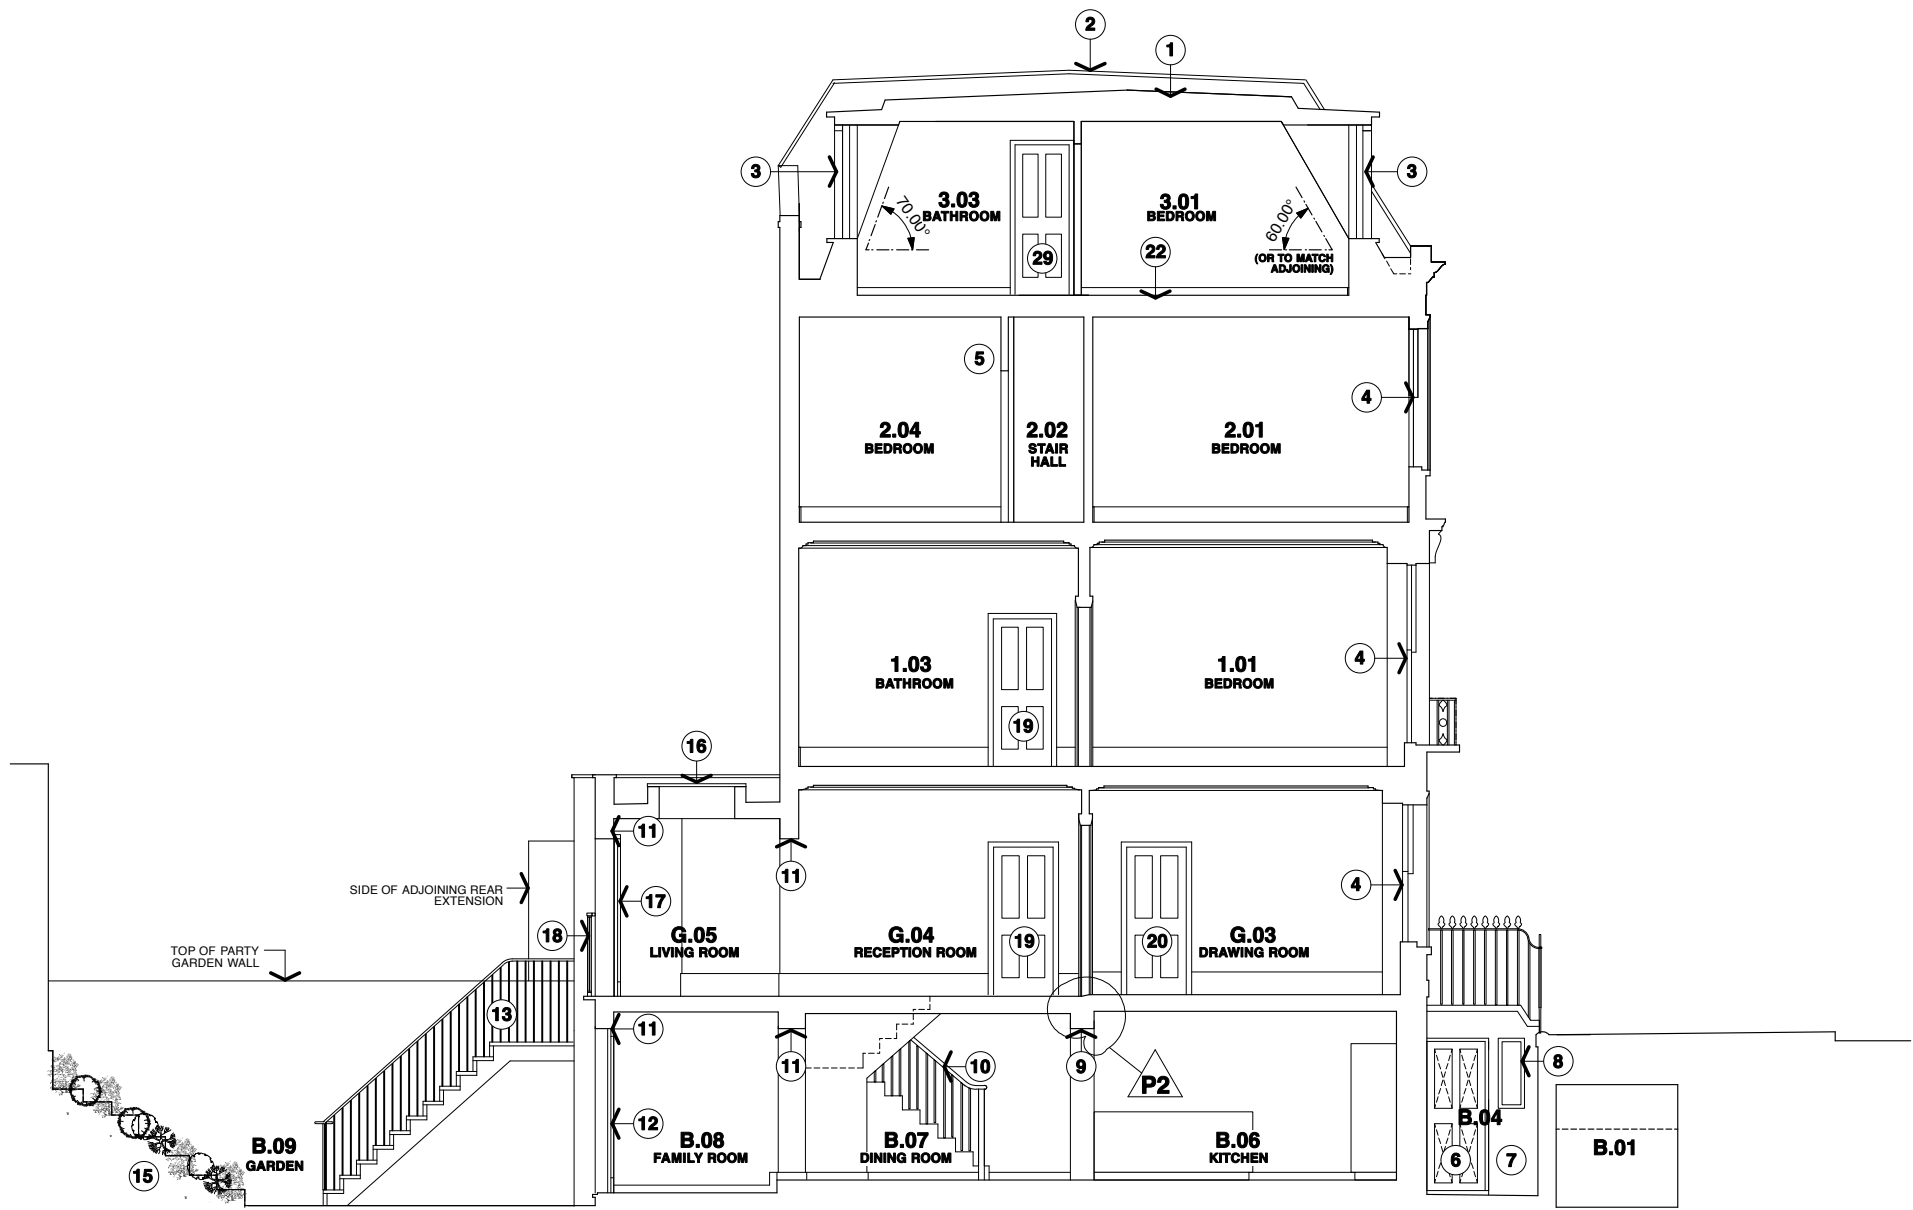 2
1
3
3
3.03
BATHROOM
70.00°
3.01
BEDROOM
60.00°
(OR TO MATCH
ADJOINING)
29
22
5
4
2.04
BEDROOM
2.02
STAIR
HALL
2.01
BEDROOM
1.03
BATHROOM
19
1.01
BEDROOM
4
16
11
11
SIDE OF ADJOINING REAR
EXTENSION
17
4
18
G.05
LIVING ROOM
G.04
RECEPTION ROOM
19
20
G.03
DRAWING ROOM
TOP OF PARTY
GARDEN WALL
13
11
11
10
9
P2
8
12
B.09
GARDEN
B.08
FAMILY ROOM
B.07
DINING ROOM
B.06
KITCHEN
B.04
B.01
15
6
7